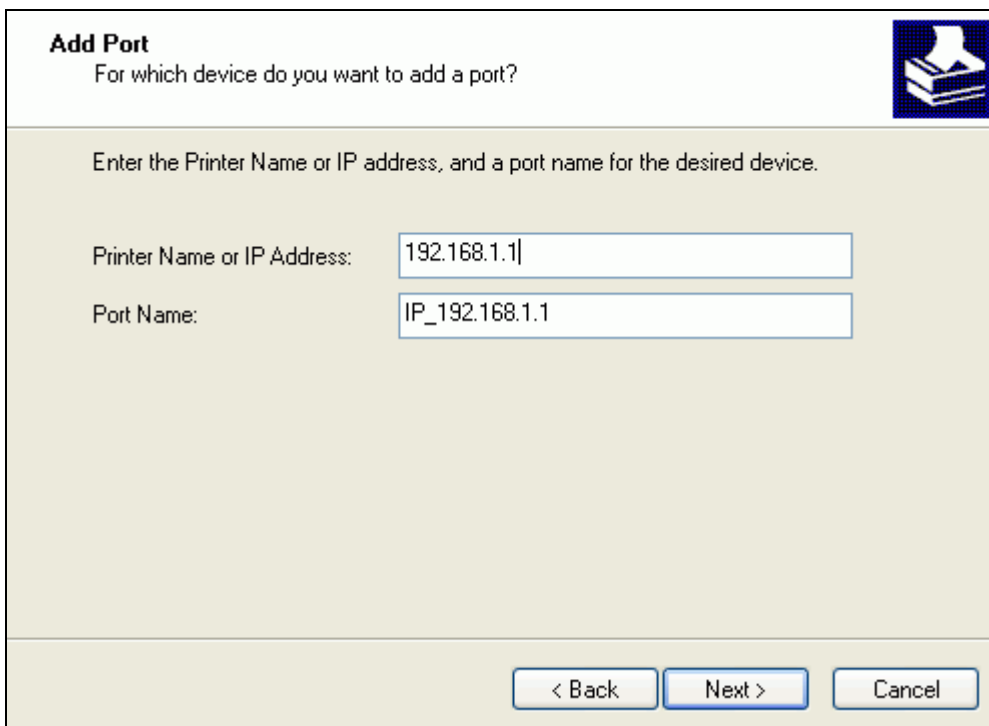 Add Port
For which device do you want to add a port?
Enter the Printer Name or IP address, and a port name for the desired device.
Printer Name or IP Address: 192.168.1.1
Port Name: IP_192.168.1.1
< Back Next > Cancel